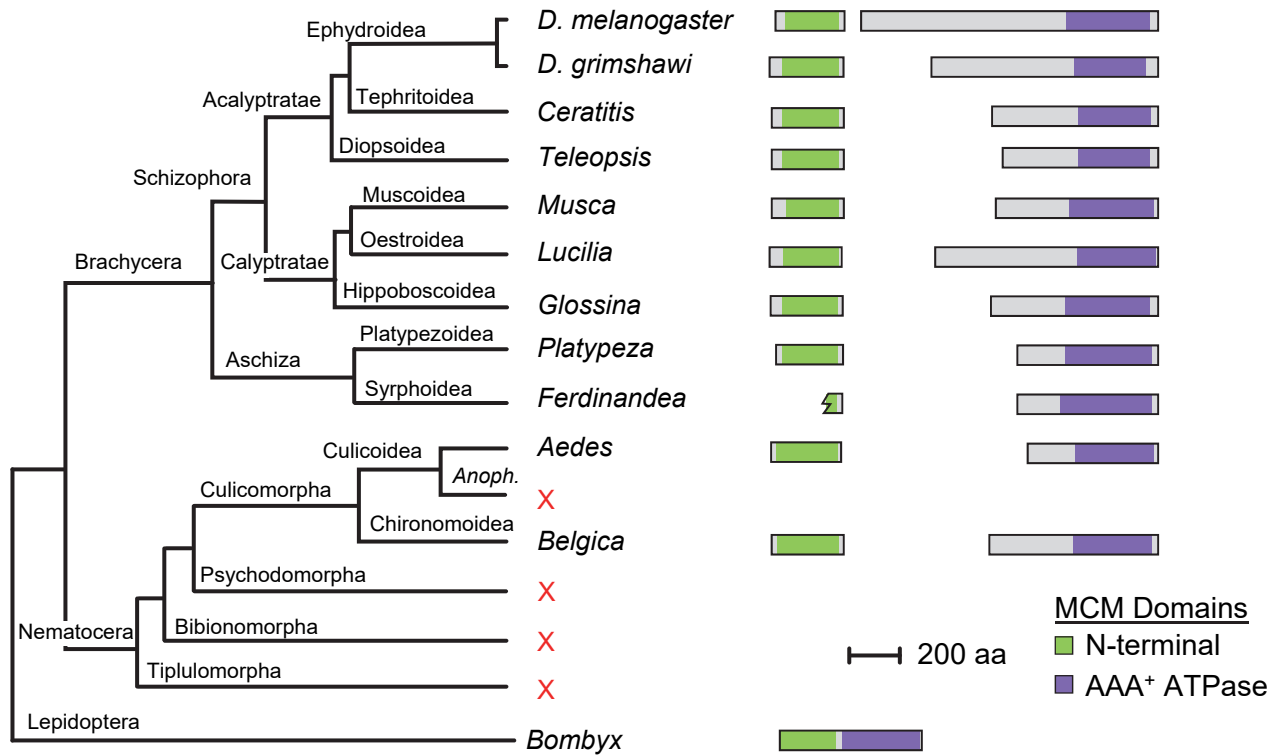 Ephydroidea
D. melanogaster
D. grimshawi
Acalyptratae
Tephritoidea
Ceratitis
Diopsoidea
Teleopsis
Schizophora
Muscoidea
Musca
Oestroidea
Lucilia
Brachycera
Calyptratae
Hippoboscoidea
Glossina
Platypezoidea
Platypeza
Aschiza
Syrphoidea
Ferdinandea
Culicoidea
Aedes
Anoph.
X
Culicomorpha
Chironomoidea
Belgica
Psychodomorpha
X
Nematocera
Bibionomorpha
X
Tiplulomorpha
X
Lepidoptera
Bombyx
200 aa
MCM Domains
N-terminal
AAA⁺ ATPase